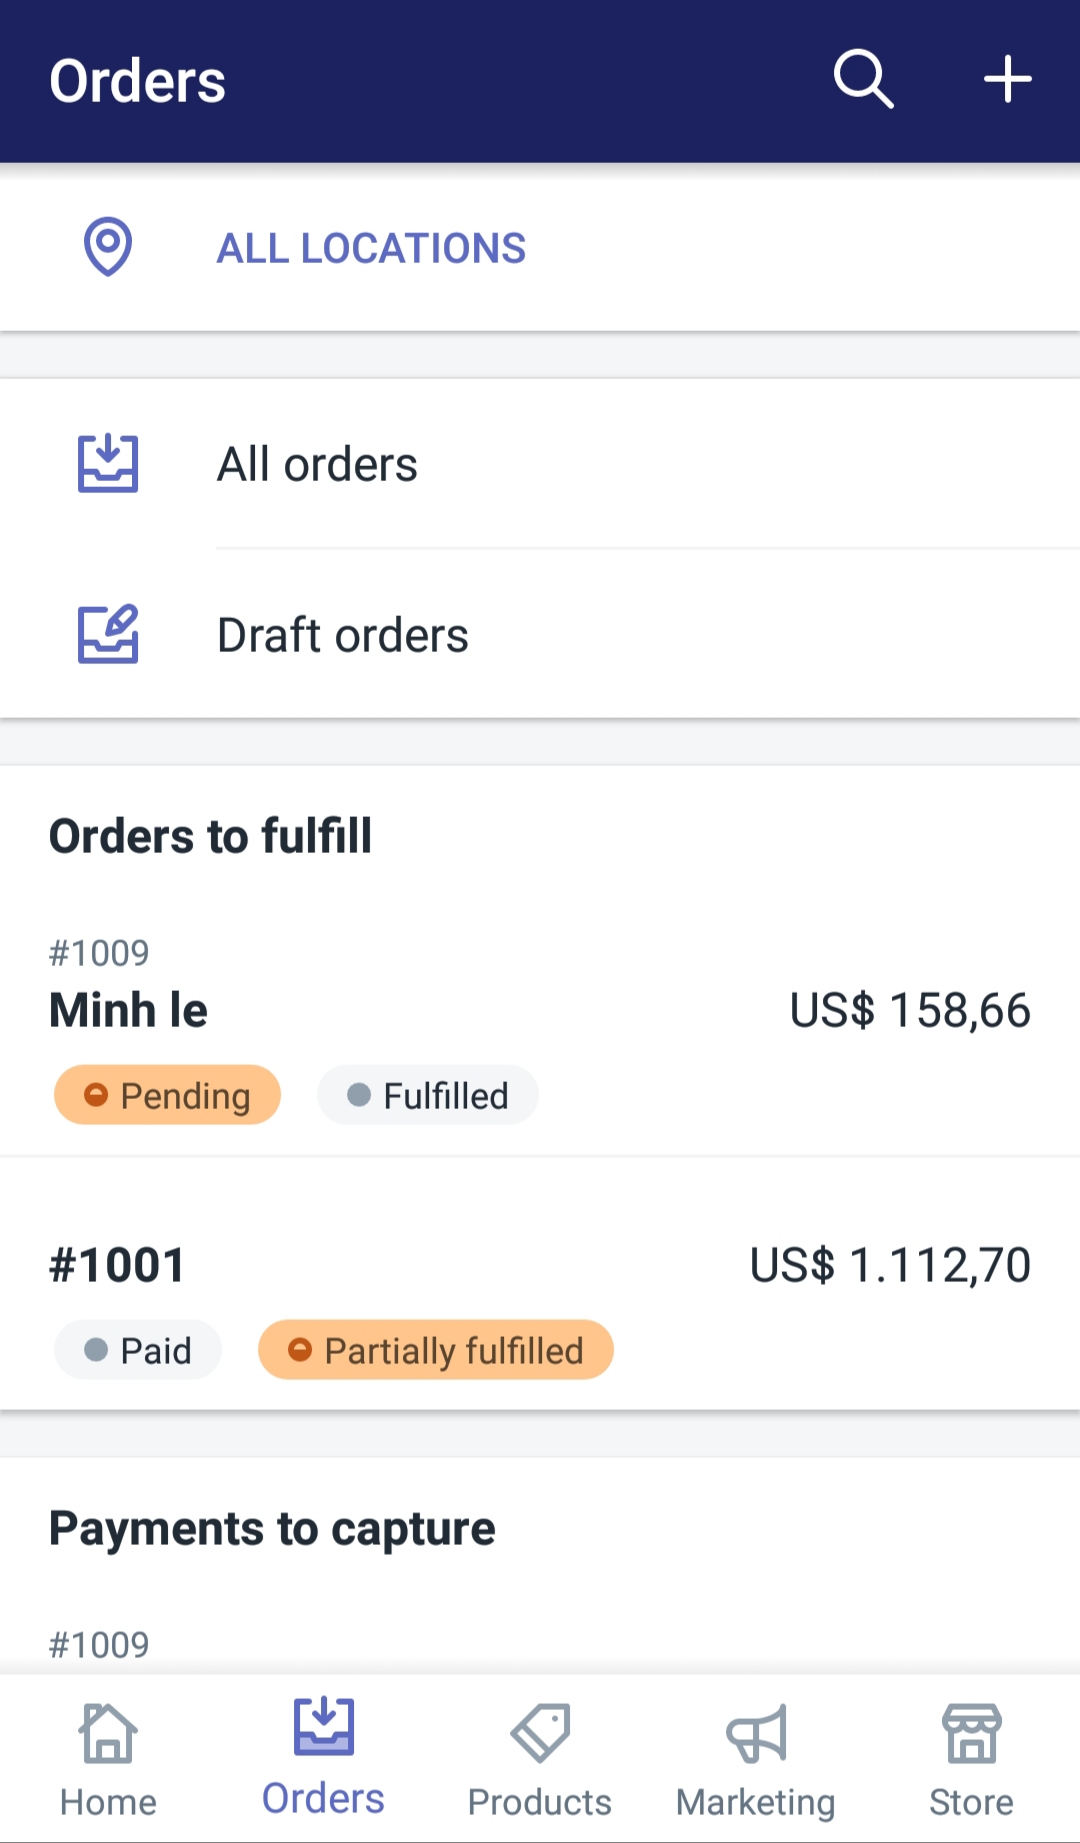 Orders
ALL LOCATIONS
All orders
Draft orders
Orders to fulfill
#1009
Minh le US$ 158,66
Pending Fulfilled
#1001 US$ 1.112,70
Paid Partially fulfilled
Payments to capture
#1009
Home Orders Products Marketing Store